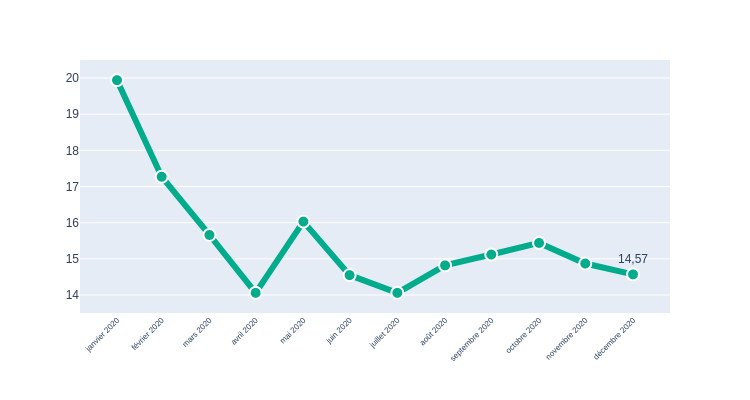 20
19
18
17
16
15
14
14,57
janvier 2020
février 2020
mars 2020
avril 2020
mai 2020
juin 2020
juillet 2020
août 2020
septembre 2020
octobre 2020
novembre 2020
décembre 2020